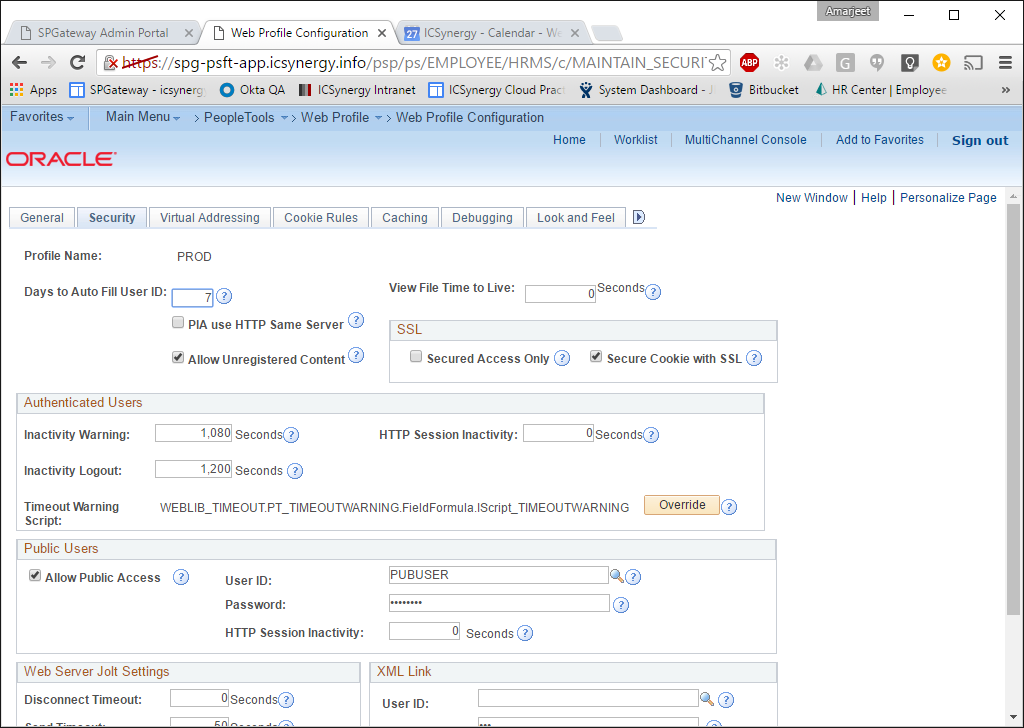 Amarjeet
SPGateway Admin Portal
Web Profile Configuration
27 ICSynergy - Calendar - We
https://spg-psft-app.icsynergy.info/psp/ps/EMPLOYEE/HRMS/c/MAINTAIN_SECURI
ABP
G
Apps SPGateway - icsynergy Okta QA ICSynergy Intranet ICSynergy Cloud Pract System Dashboard - J Bitbucket HR Center | Employee »
Favorites Main Menu > PeopleTools > Web Profile > Web Profile Configuration
Home Worklist MultiChannel Console Add to Favorites Sign out
ORACLE
New Window | Help | Personalize Page
General Security Virtual Addressing Cookie Rules Caching Debugging Look and Feel
Profile Name: PROD
Days to Auto Fill User ID: 7 ? View File Time to Live: 0 Seconds ?
PIA use HTTP Same Server ? SSL
Allow Unregistered Content ? Secured Access Only ? Secure Cookie with SSL ?
Authenticated Users
Inactivity Warning: 1,080 Seconds ? HTTP Session Inactivity: 0 Seconds ?
Inactivity Logout: 1,200 Seconds ?
Timeout Warning Script: WEBLIB_TIMEOUT.PT_TIMEOUTWARNING.FieldFormula.IScript_TIMEOUTWARNING Override ?
Public Users
Allow Public Access ? User ID: PUBUSER ?
Password: •••••••• ?
HTTP Session Inactivity: 0 Seconds ?
Web Server Jolt Settings XML Link
Disconnect Timeout: 0 Seconds ? User ID: ?
Send Timeout: 50 Seconds